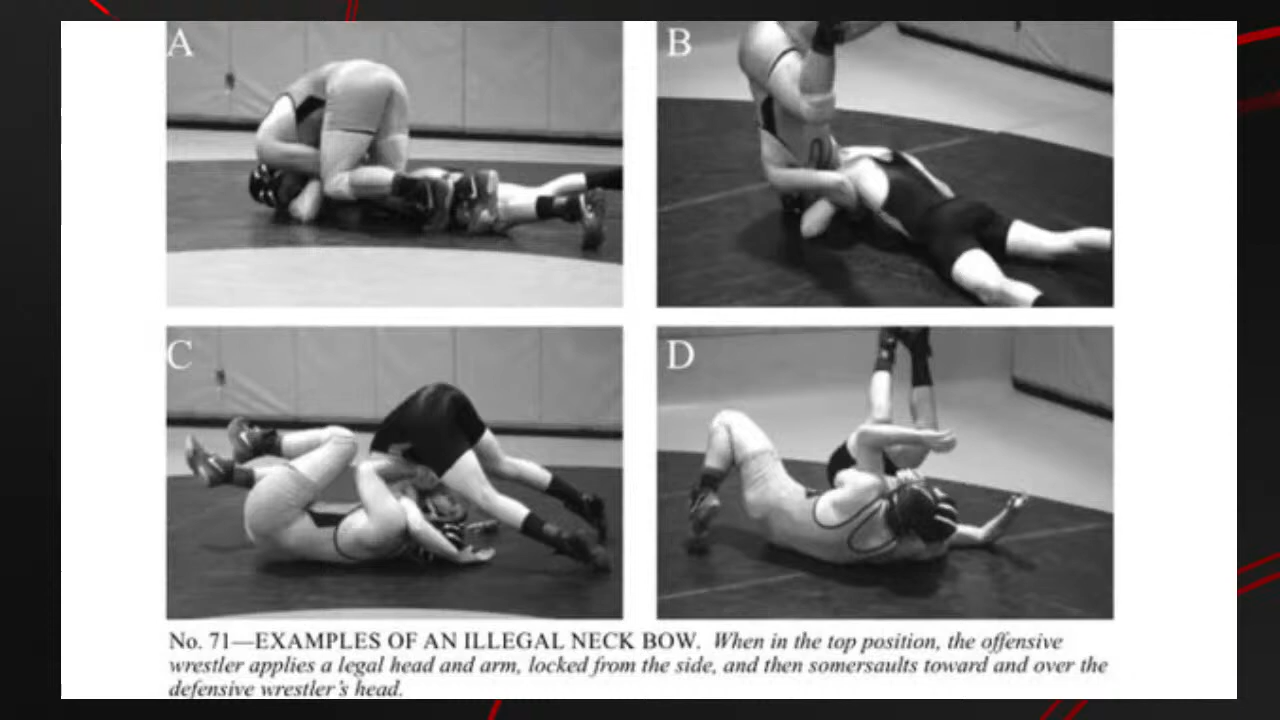 A
B
C
D
No. 71—EXAMPLES OF AN ILLEGAL NECK BOW. When in the top position, the offensive
wrestler applies a legal head and arm, locked from the side, and then somersaults toward and over the
defensive wrestler's head.